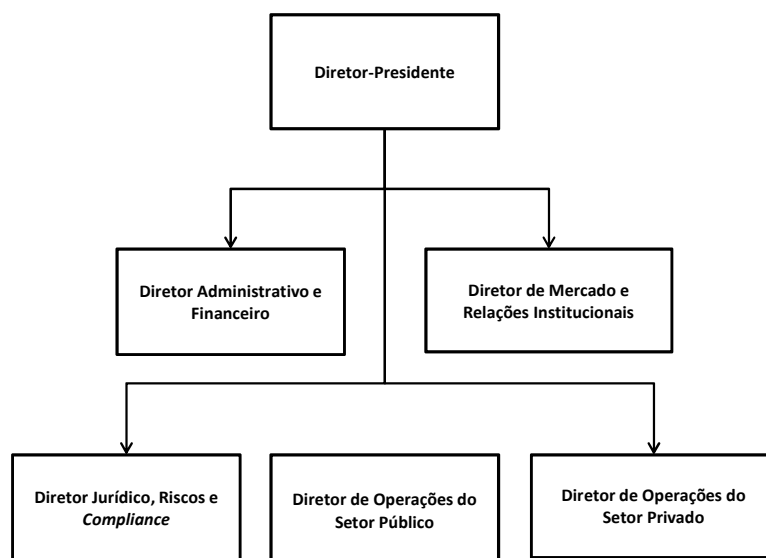 Diretor-Presidente
Diretor Administrativo e
Financeiro
Diretor de Mercado e
Relações Institucionais
Diretor Jurídico, Riscos e
Compliance
Diretor de Operações do
Setor Público
Diretor de Operações do
Setor Privado